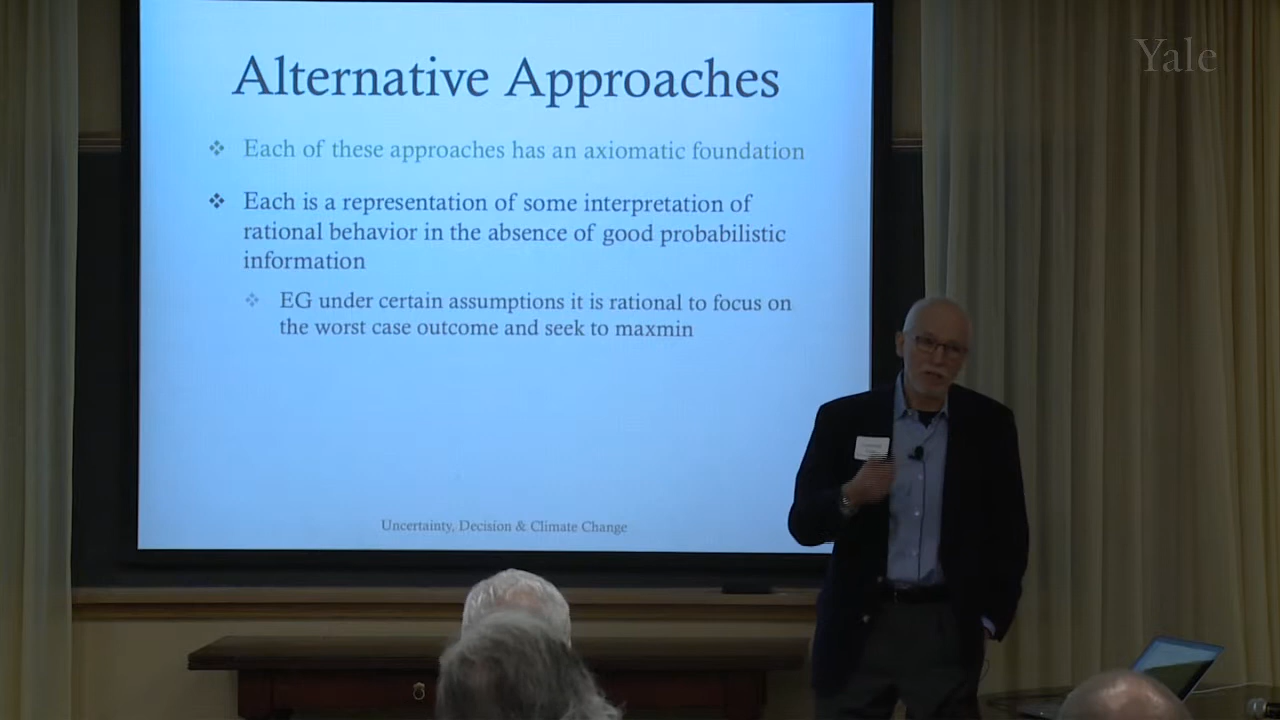 Yale
Alternative Approaches
❖ Each of these approaches has an axiomatic foundation
❖ Each is a representation of some interpretation of
rational behavior in the absence of good probabilistic
information
❖ EG under certain assumptions it is rational to focus on
the worst case outcome and seek to maxmin
Uncertainty, Decision & Climate Change